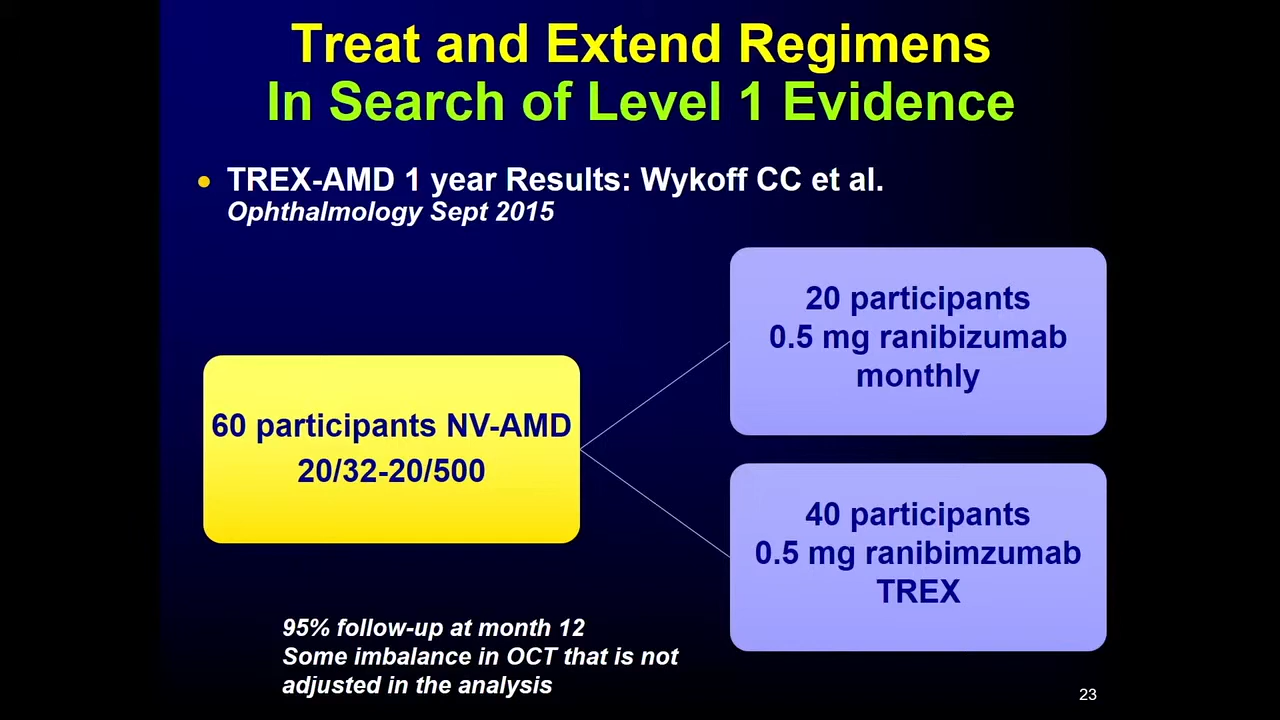 Treat and Extend Regimens
In Search of Level 1 Evidence
• TREX-AMD 1 year Results: Wykoff CC et al.
Ophthalmology Sept 2015
60 participants NV-AMD
20/32-20/500
20 participants
0.5 mg ranibizumab
monthly
40 participants
0.5 mg ranibimzumab
TREX
95% follow-up at month 12
Some imbalance in OCT that is not
adjusted in the analysis
23